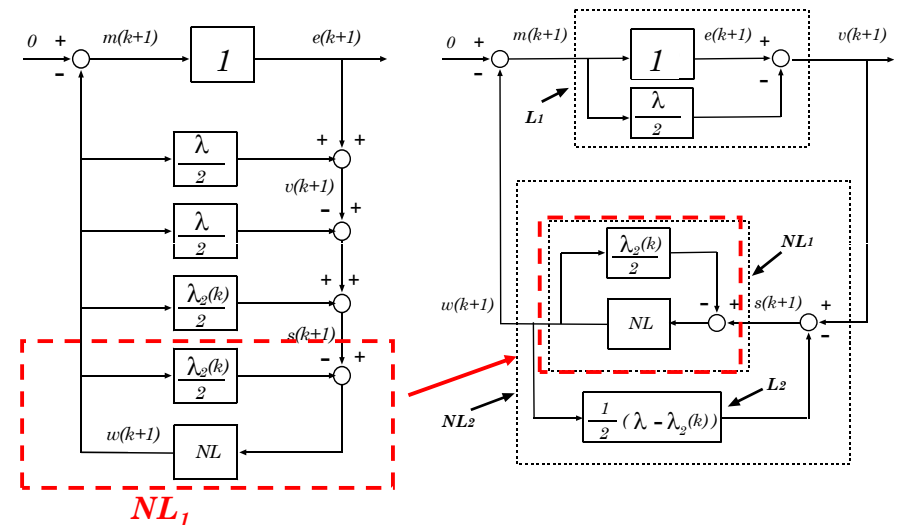 0 + m(k+1) 1 e(k+1)
-
λ/2 + +
v(k+1)
λ/2 - +
λ₂(k)/2 + +
s(k+1)
λ₂(k)/2 - +
w(k+1) NL
NL₁
0 + m(k+1) e(k+1) + v(k+1)
- 1 -
L₁ λ/2
λ₂(k)/2 NL₁
w(k+1) NL - + s(k+1) +
-
L₂
NL₂ 1/2 (λ - λ₂(k))